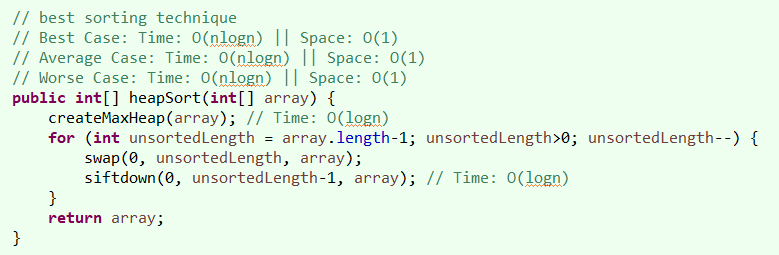 // best sorting technique
// Best Case: Time: O(nlogn) || Space: O(1)
// Average Case: Time: O(nlogn) || Space: O(1)
// Worse Case: Time: O(nlogn) || Space: O(1)
public int[] heapSort(int[] array) {
    createMaxHeap(array); // Time: O(logn)
    for (int unsortedLength = array.length-1; unsortedLength>0; unsortedLength--) {
        swap(0, unsortedLength, array);
        siftdown(0, unsortedLength-1, array); // Time: O(logn)
    }
    return array;
}